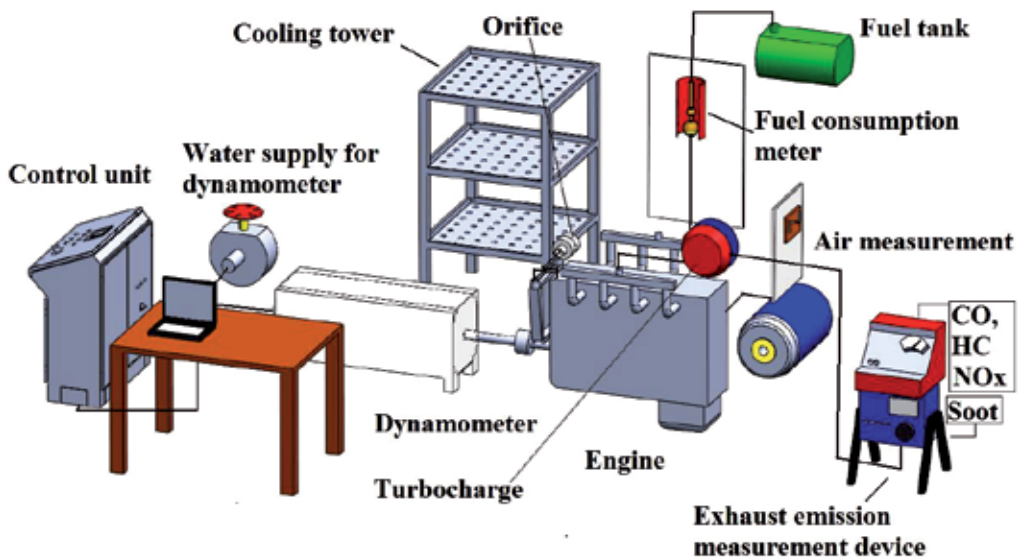 Orifice
Cooling tower
Fuel tank
Fuel consumption
meter
Water supply for
dynamometer
Control unit
Air measurement
CO,
HC
NOx
Soot
Dynamometer
Engine
Turbocharge
Exhaust emission
measurement device